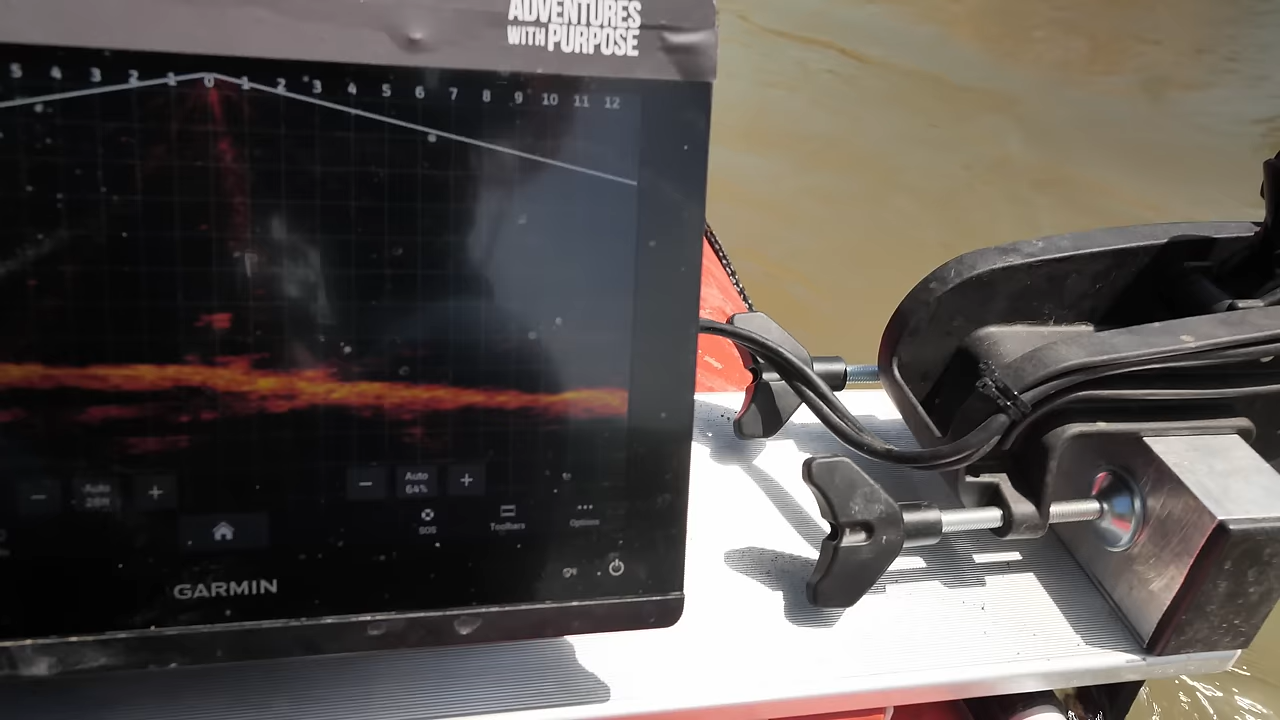 ADVENTURES
WITH PURPOSE
5 4 3 2 1 0 1 2 3 4 5 6 7 8 9 10 11 12
Auto
Auto
64%
SOS
Toolbars
Options
GARMIN